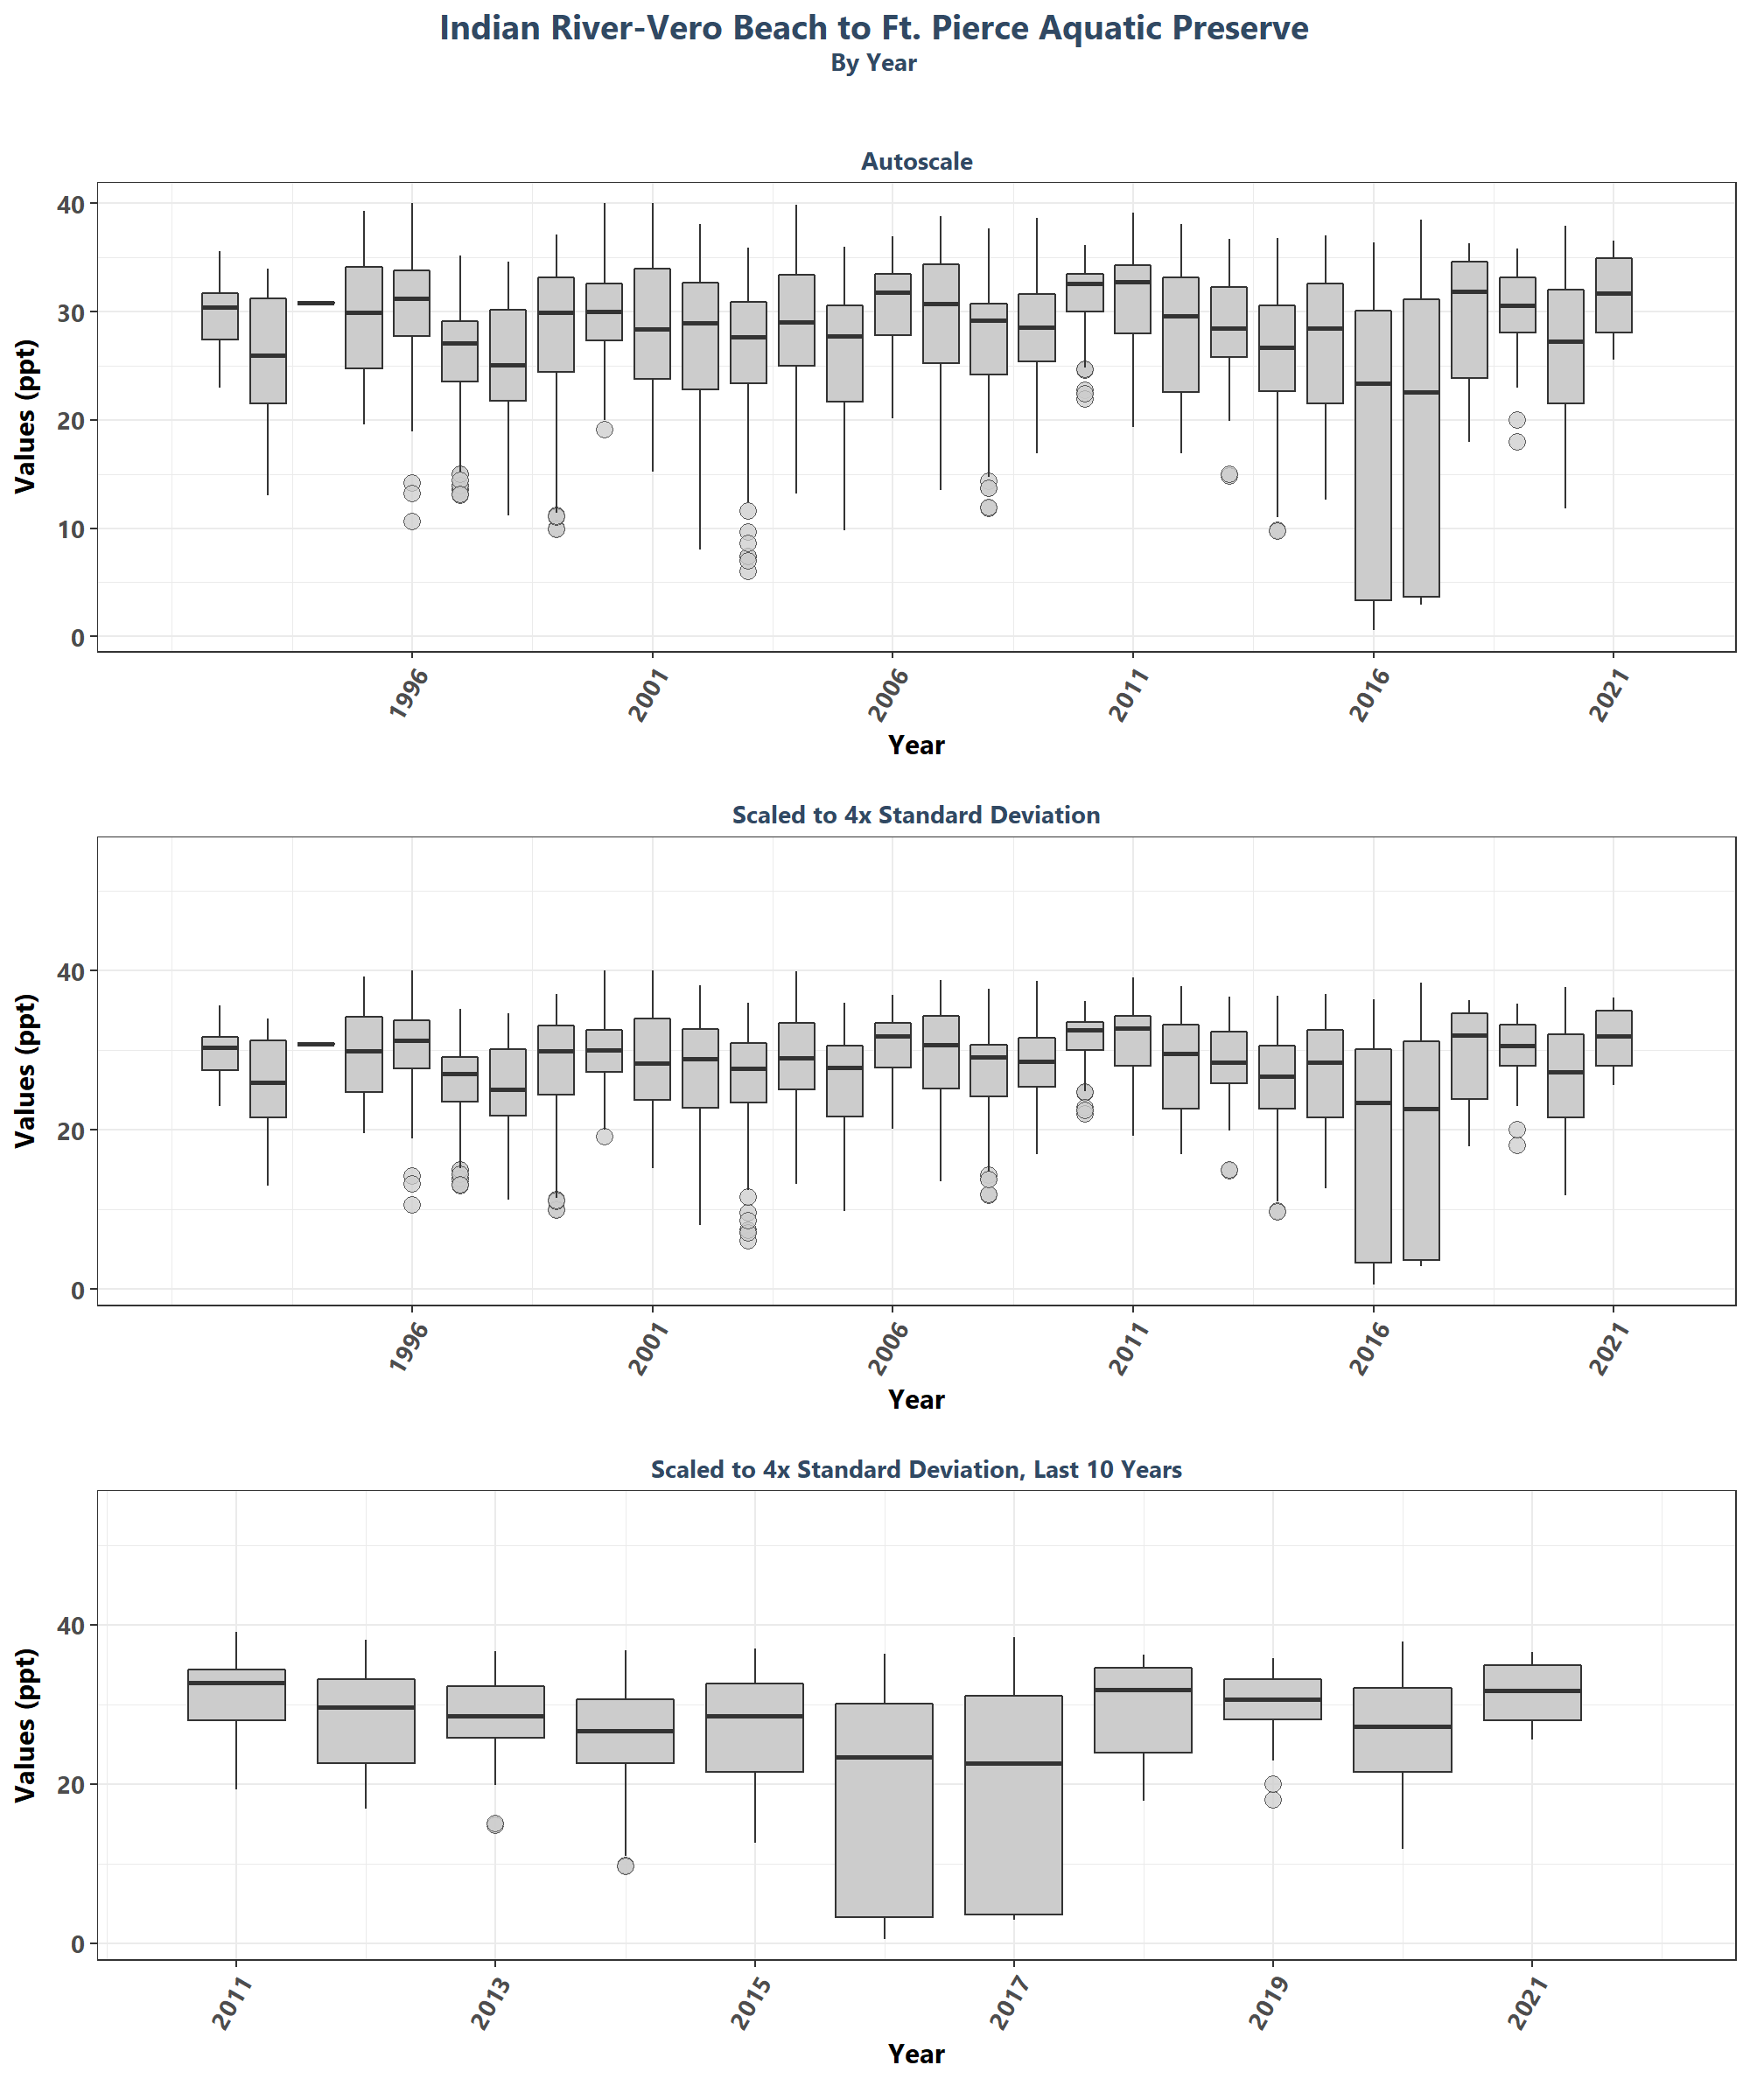 Indian River-Vero Beach to Ft. Pierce Aquatic Preserve
By Year
Autoscale
Values (ppt)
40
30
20
10
0
1996
2001
2006
2011
2016
2021
Year
Scaled to 4x Standard Deviation
Values (ppt)
40
20
0
1996
2001
2006
2011
2016
2021
Year
Scaled to 4x Standard Deviation, Last 10 Years
Values (ppt)
40
20
0
2011
2013
2015
2017
2019
2021
Year